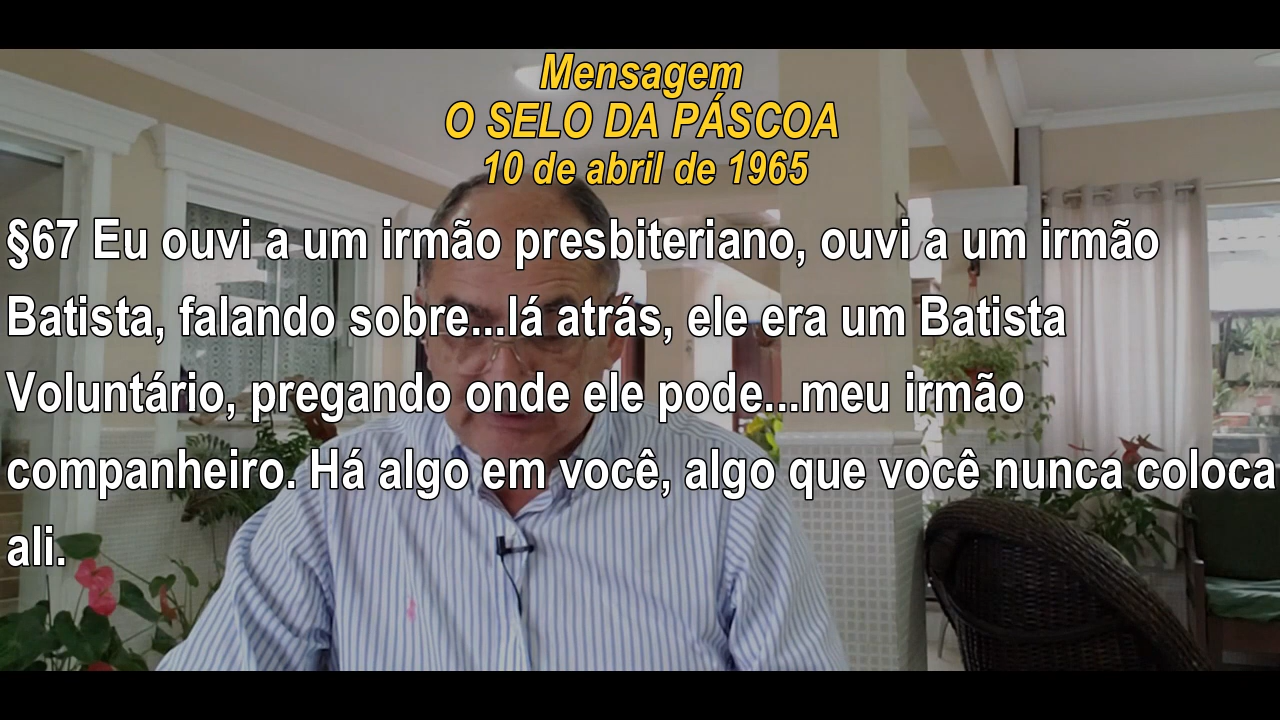 Mensagem
O SELO DA PÁSCOA
10 de abril de 1965
§67 Eu ouvi a um irmão presbiteriano, ouvi a um irmão
Batista, falando sobre...lá atrás, ele era um Batista
Voluntário, pregando onde ele pode...meu irmão
companheiro. Há algo em você, algo que você nunca coloca
ali.